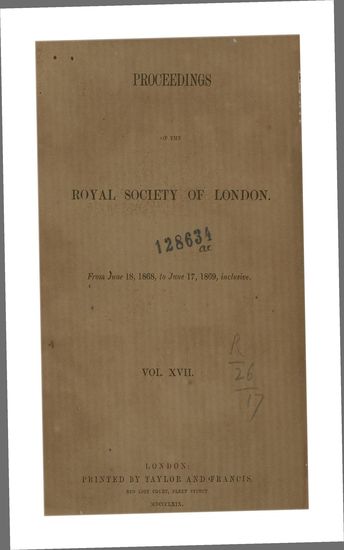 PROCEEDINGS
OF THE
ROYAL SOCIETY OF LONDON.
128634
ac
From June 18, 1868, to June 17, 1869, inclusive.
VOL. XVII.
R
26
17
LONDON:
PRINTED BY TAYLOR AND FRANCIS,
RED LION COURT, FLEET STREET
MDCCCLXIX.